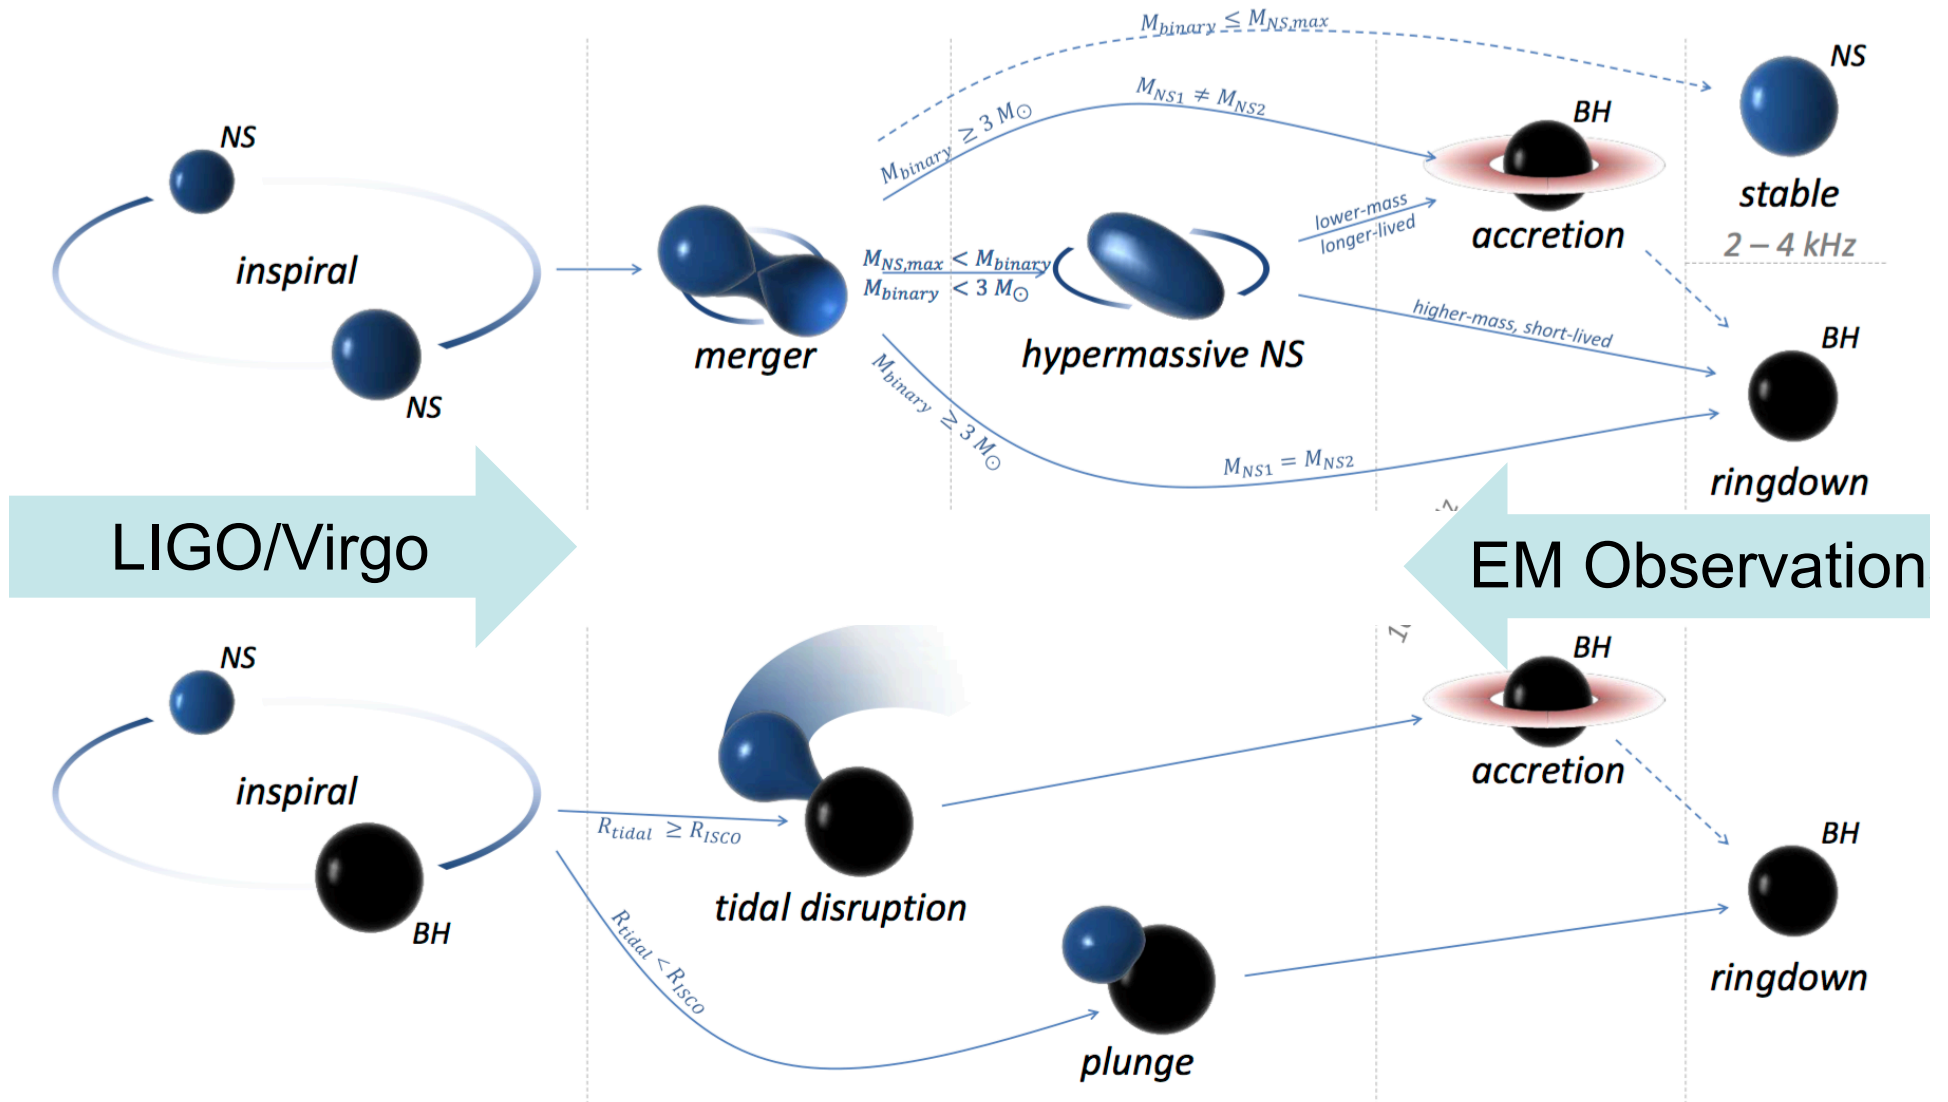 M_binary ≤ M_NS,max
NS
stable
2 – 4 kHz
NS
inspiral
NS
merger
M_binary ≥ 3 M☉
M_NS1 ≠ M_NS2
BH
accretion
M_NS,max < M_binary
M_binary < 3 M☉
hypermassive NS
lower-mass
longer-lived
higher-mass, short-lived
BH
ringdown
M_binary ≥ 3 M☉
M_NS1 = M_NS2
LIGO/Virgo
EM Observation
NS
inspiral
BH
R_tidal ≥ R_ISCO
tidal disruption
R_tidal < R_ISCO
plunge
BH
accretion
BH
ringdown